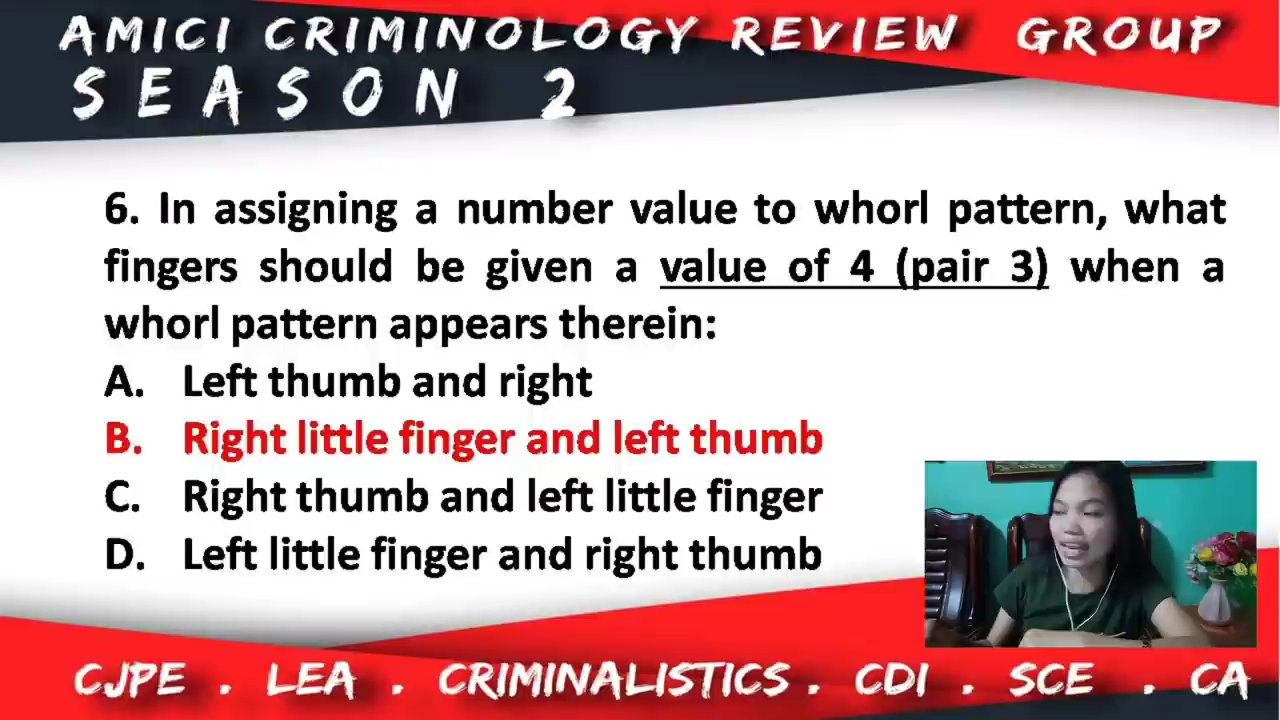 AMICI CRIMINOLOGY REVIEW GROUP
SEASON 2
6. In assigning a number value to whorl pattern, what
fingers should be given a value of 4 (pair 3) when a
whorl pattern appears therein:
A. Left thumb and right
B. Right little finger and left thumb
C. Right thumb and left little finger
D. Left little finger and right thumb
CJPE . LEA . CRIMINALISTICS . CDI . SCE . CA